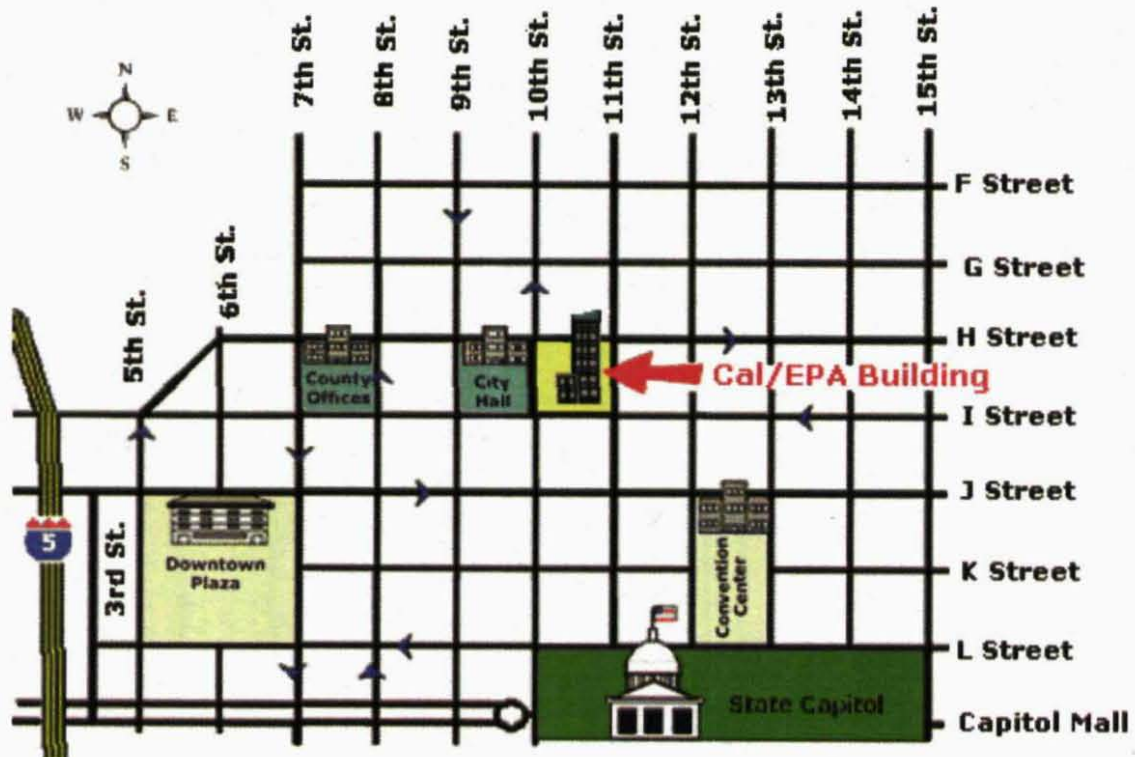 7th St.
8th St.
9th St.
10th St.
11th St.
12th St.
13th St.
14th St.
15th St.
N
W E
S
F Street
6th St.
G Street
5th St.
H Street
County
Offices
City
Hall
Cal/EPA Building
I Street
J Street
5
3rd St.
Downtown
Plaza
Convention
Center
K Street
L Street
State Capitol
Capitol Mall